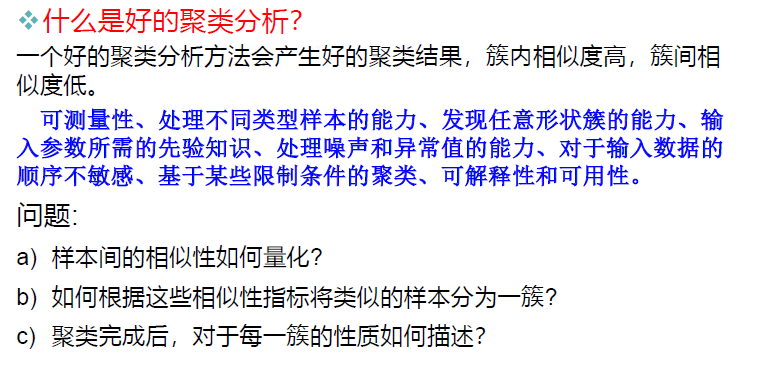 ❖什么是好的聚类分析?
一个好的聚类分析方法会产生好的聚类结果，簇内相似度高，簇间相
似度低。
可测量性、处理不同类型样本的能力、发现任意形状簇的能力、输
入参数所需的先验知识、处理噪声和异常值的能力、对于输入数据的
顺序不敏感、基于某些限制条件的聚类、可解释性和可用性。
问题:
a) 样本间的相似性如何量化?
b) 如何根据这些相似性指标将类似的样本分为一簇?
c) 聚类完成后，对于每一簇的性质如何描述?